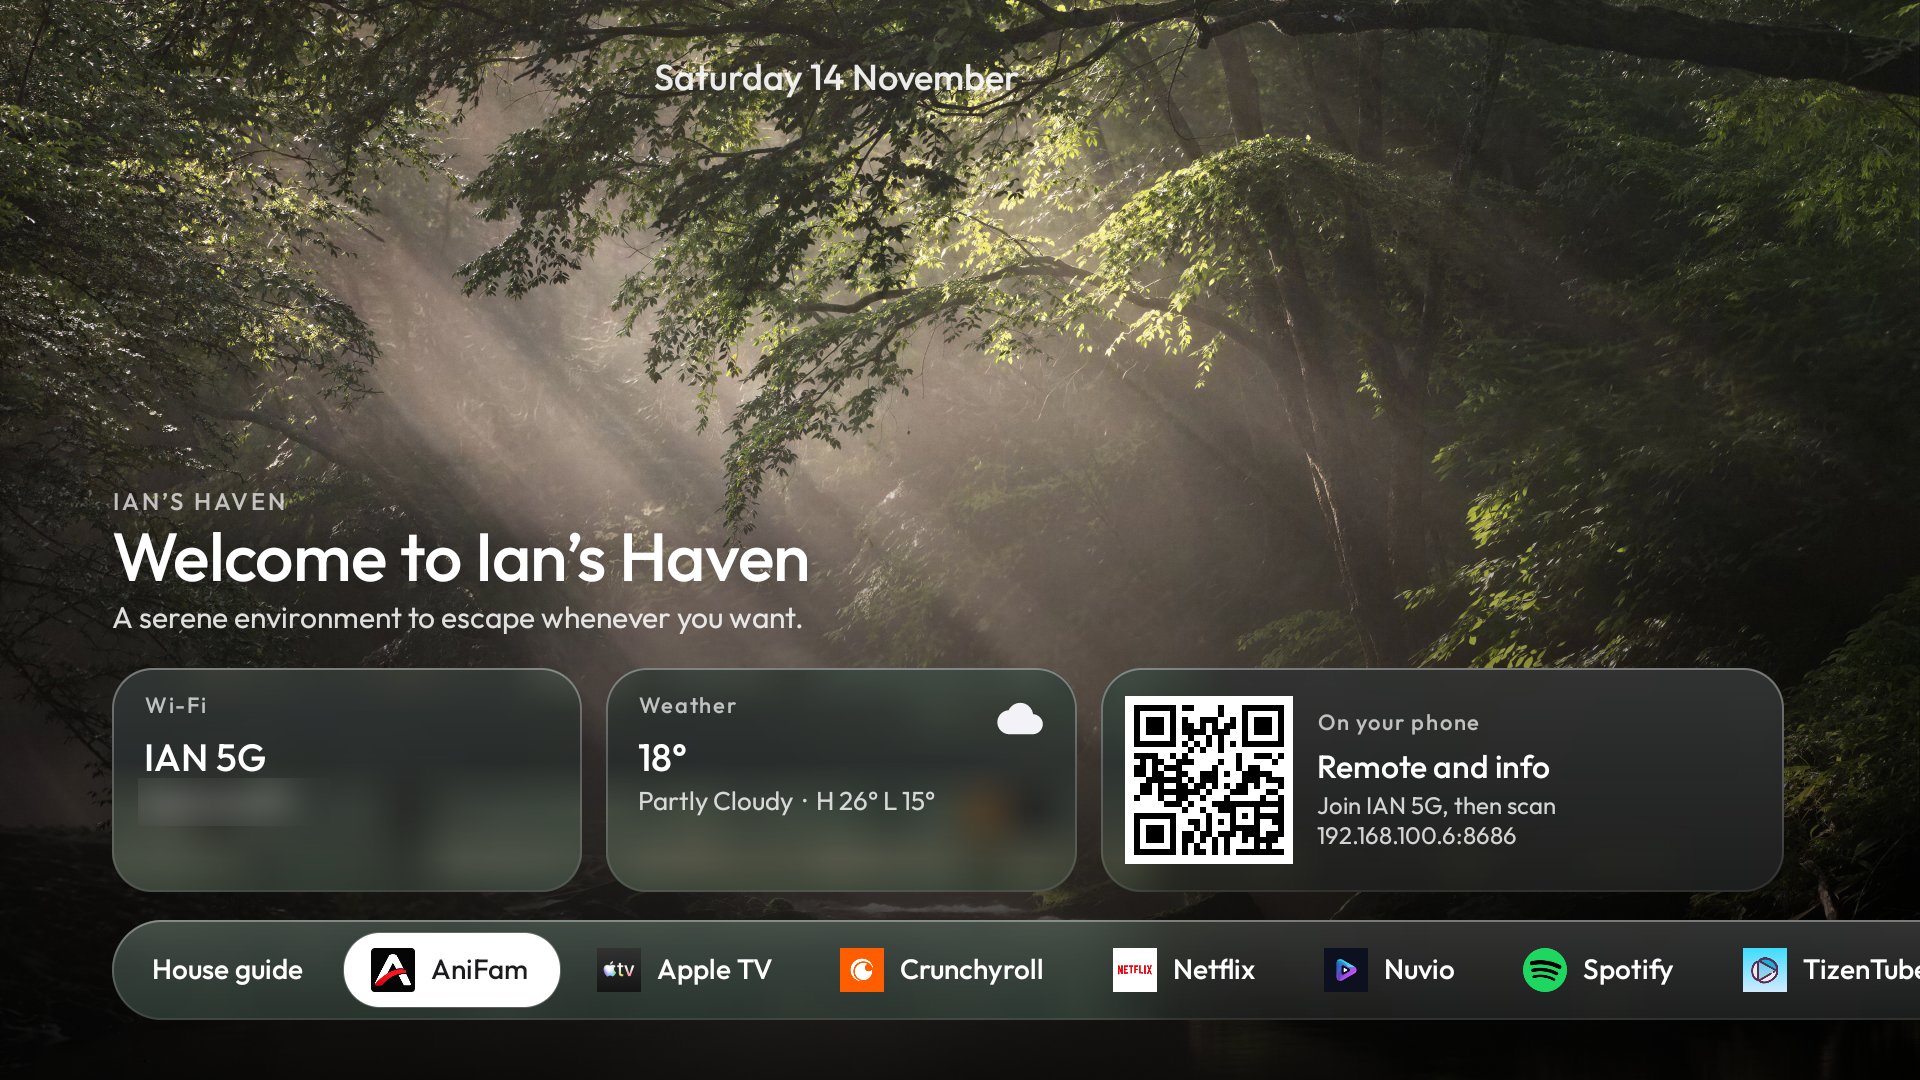 Saturday 14 November
IAN'S HAVEN
Welcome to Ian's Haven
A serene environment to escape whenever you want.
Wi-Fi
IAN 5G
Weather
18°
Partly Cloudy · H 26° L 15°
On your phone
Remote and info
Join IAN 5G, then scan
192.168.100.6:8686
House guide
AniFam
tv
Apple TV
Crunchyroll
NETFLIX
Netflix
Nuvio
Spotify
TizenTube